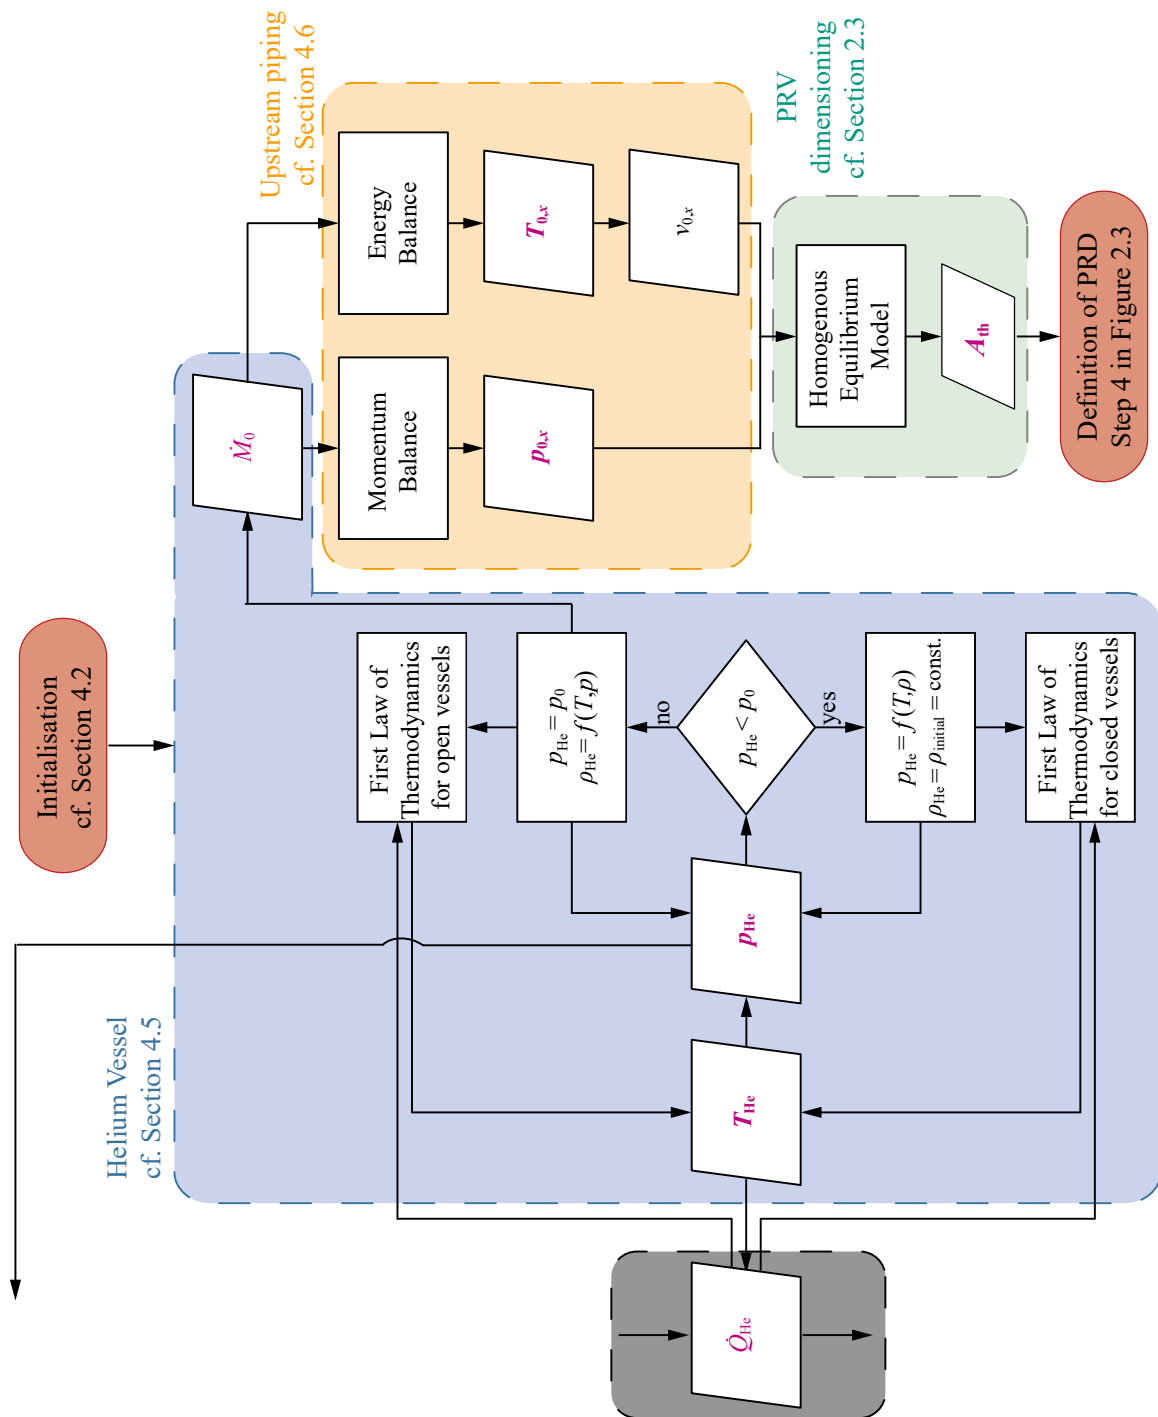 Initialisation
cf. Section 4.2
Helium Vessel
cf. Section 4.5
Q̇He
THe
pHe
First Law of
Thermodynamics
for open vessels
pHe = p0
ρHe = f(T,p)
no
pHe < p0
yes
pHe = f(T,ρ)
ρHe = ρinitial = const.
First Law of
Thermodynamics
for closed vessels
Ṁ0
Upstream piping
cf. Section 4.6
Momentum
Balance
p0,x
Energy
Balance
T0,x
v0,x
PRV
dimensioning
cf. Section 2.3
Homogenous
Equilibrium
Model
Ath
Definition of PRD
Step 4 in Figure 2.3